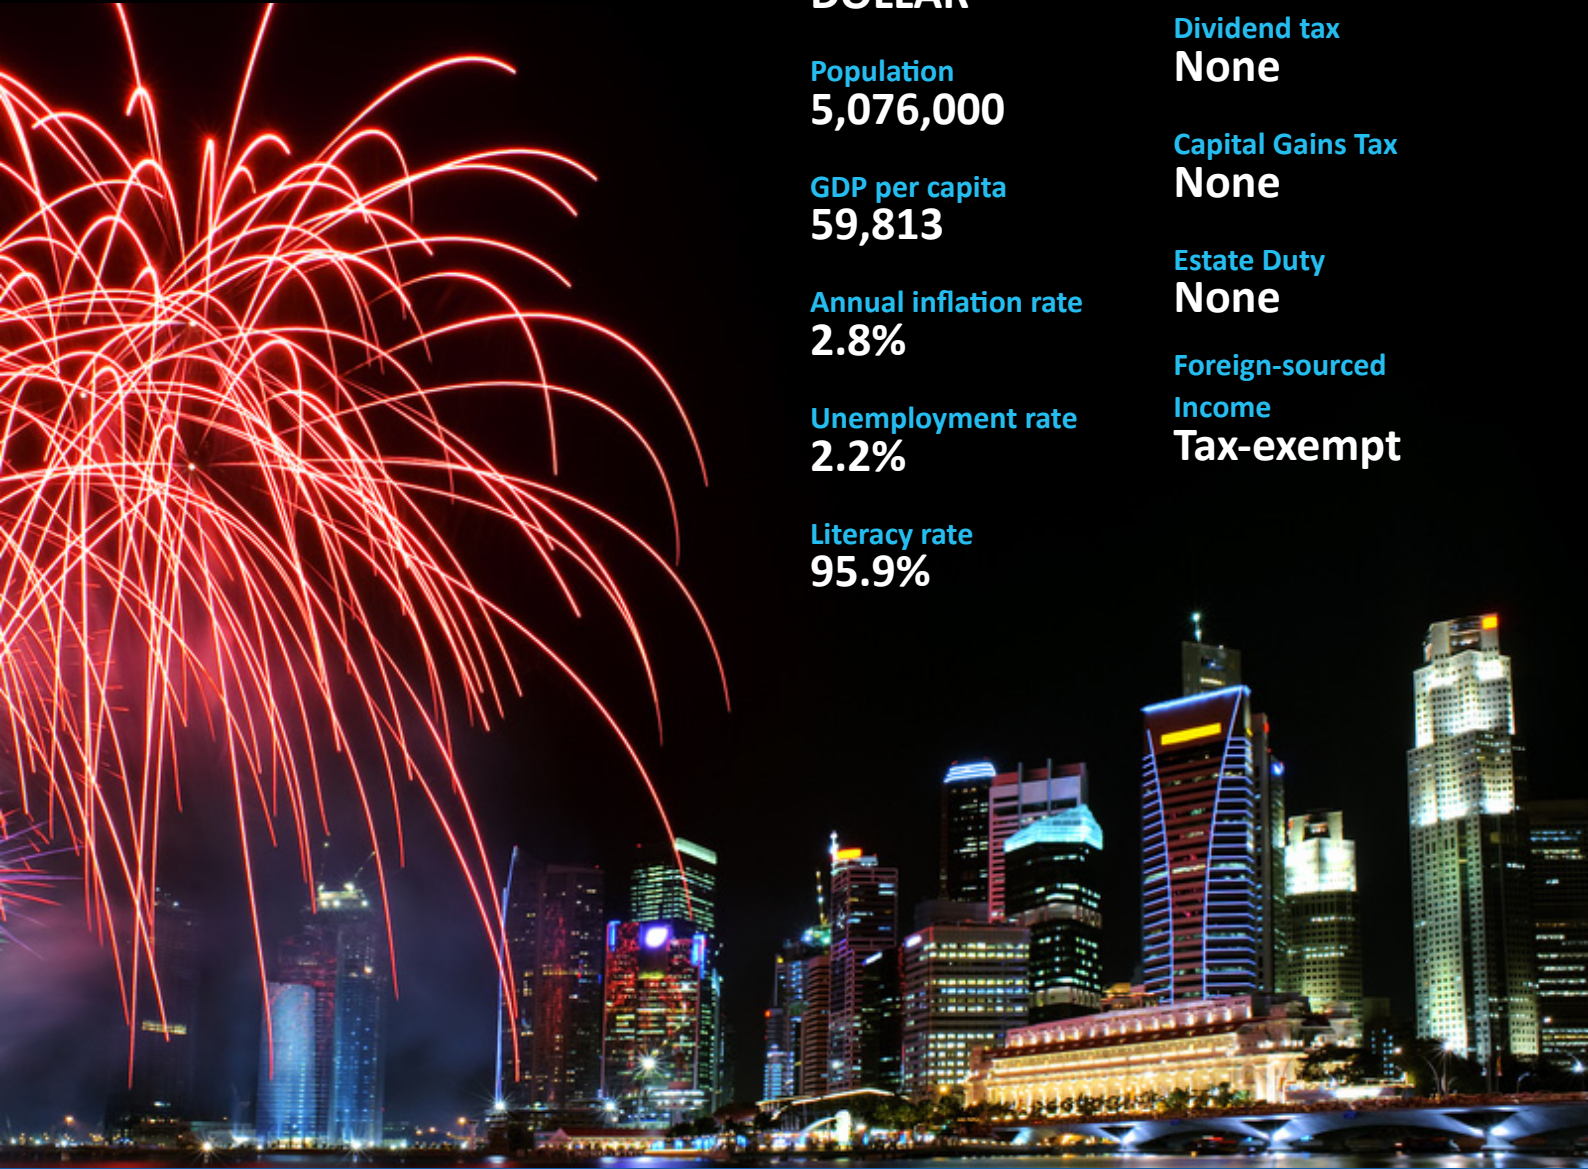 DOLLAR
Population
5,076,000
GDP per capita
59,813
Annual inflation rate
2.8%
Unemployment rate
2.2%
Literacy rate
95.9%
Dividend tax
None
Capital Gains Tax
None
Estate Duty
None
Foreign-sourced
Income
Tax-exempt